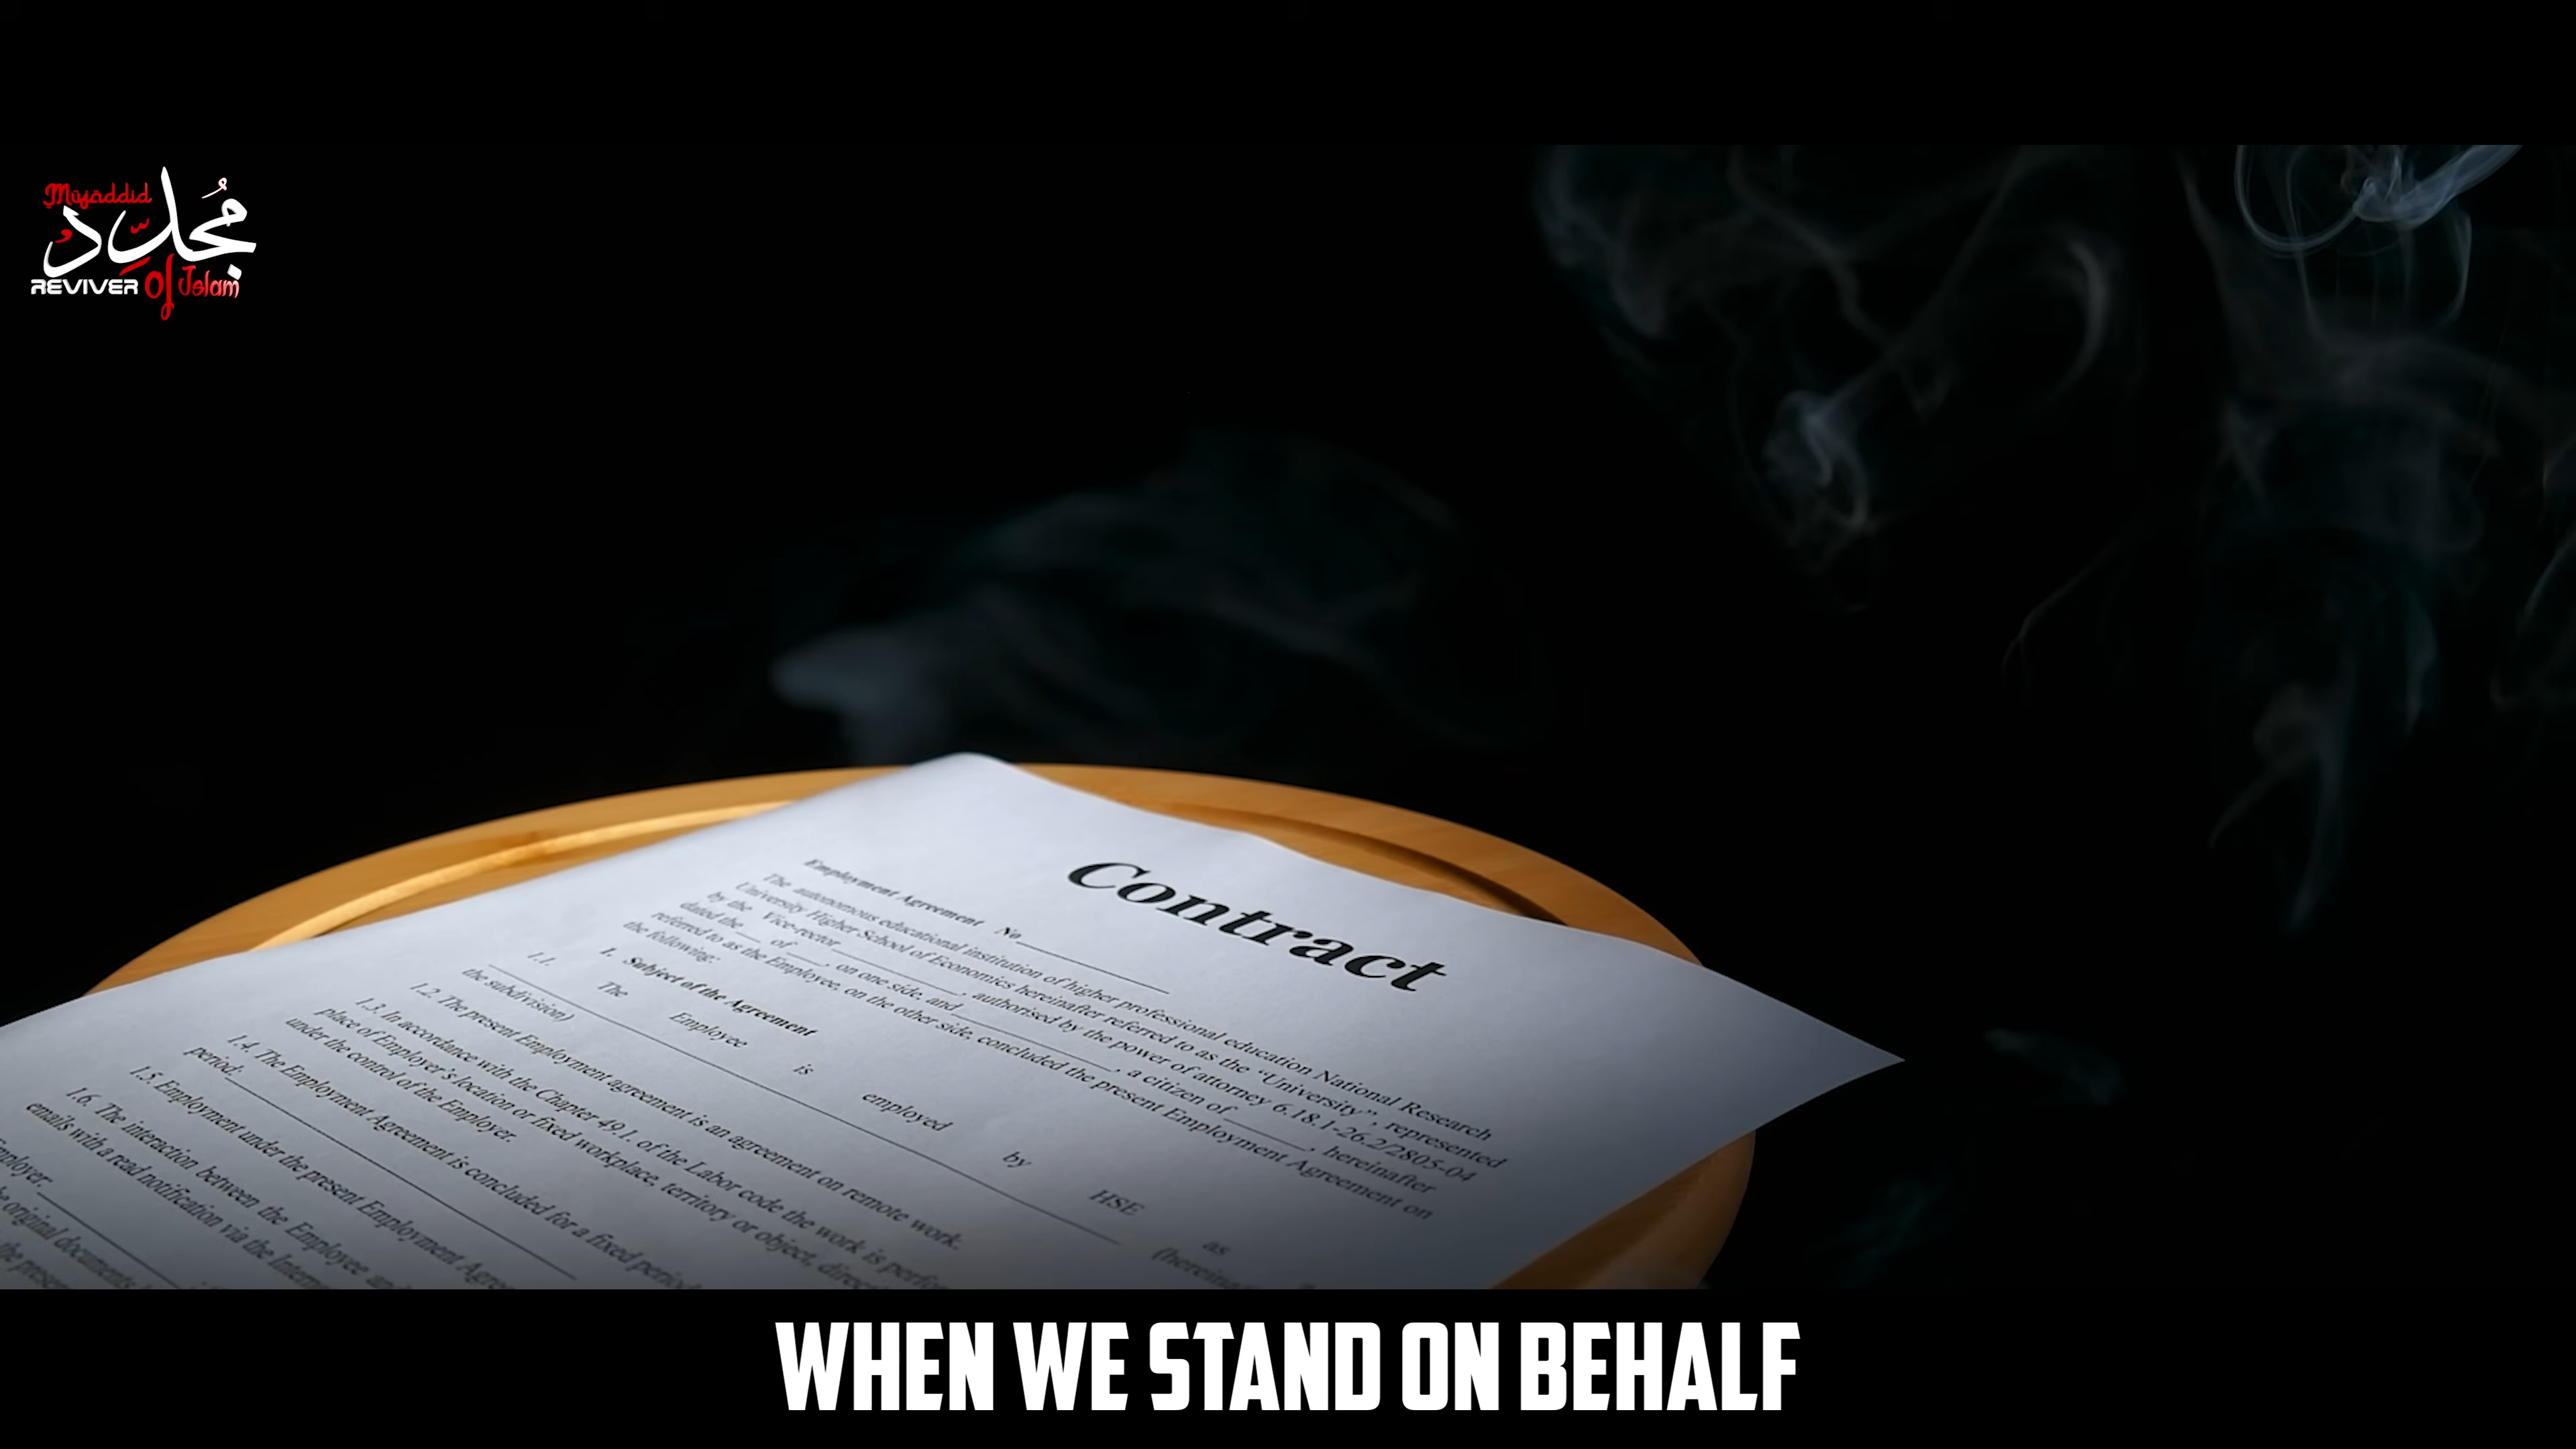 Mujaddid
مُجَدِّد
REVIVER of Islam
Contract
Employment Agreement No
The autonomous educational institution of higher professional education National Research
University Higher School of Economics hereinafter referred to as the "University", represented
by the Vice-rector , authorised by the power of attorney 6.18.1-26.2/2805-04
dated the of , on one side, and , a citizen of , hereinafter
referred to as the Employee, on the other side, concluded the present Employment Agreement on
the following:
1. Subject of the Agreement
1.1. The Employee is employed by HSE as
the subdivision)
1.2. The present Employment agreement is an agreement on remote work.
1.3. In accordance with the Chapter 49.1. of the Labor code the work is
place of Employer's location or fixed workplace, territory or object,
under the control of the Employer.
1.4. The Employment Agreement is concluded for a fixed
period:
1.5. Employment under the present Employment
1.6. The interaction between the Employee
emails with a read notification via the
original documents,
the
WHEN WE STAND ON BEHALF